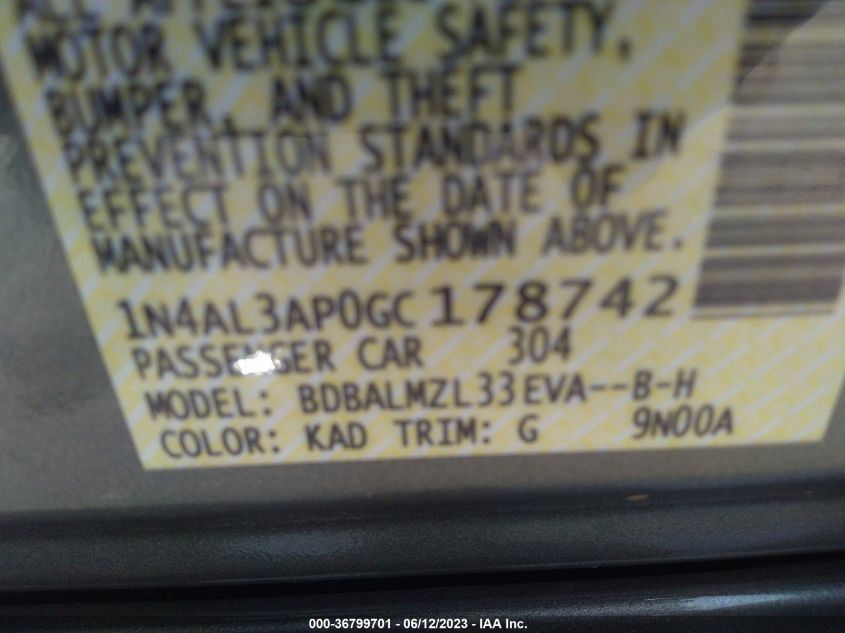 MOTOR VEHICLE SAFETY,
BUMPER, AND THEFT
PREVENTION STANDARDS IN
EFFECT ON THE DATE OF
MANUFACTURE SHOWN ABOVE.
1N4AL3AP0GC178742
PASSENGER CAR 304
MODEL: BDBALMZL33EVA--B-H
COLOR: KAD TRIM: G 9N00A
000-36799701 - 06/12/2023 - IAA Inc.